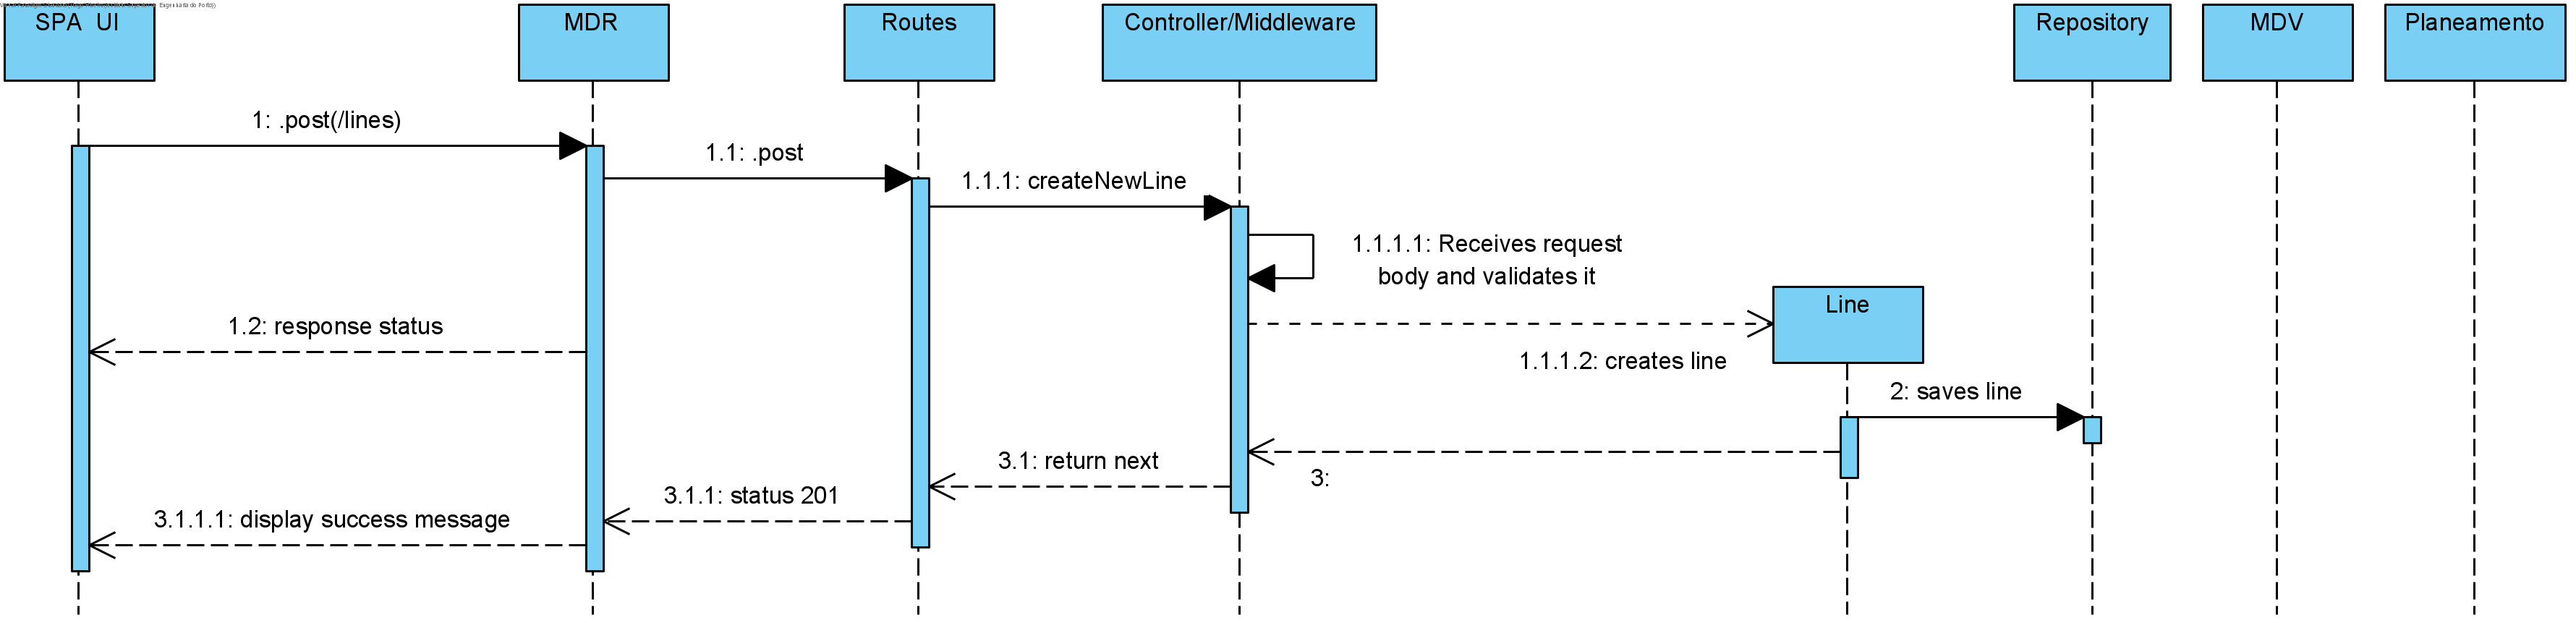 SPA UI
MDR
Routes
Controller/Middleware
Repository
MDV
Planeamento
1: .post(/lines)
1.1: .post
1.1.1: createNewLine
1.1.1.1: Receives request
body and validates it
Line
1.2: response status
1.1.1.2: creates line
2: saves line
3.1: return next
3:
3.1.1: status 201
3.1.1.1: display success message